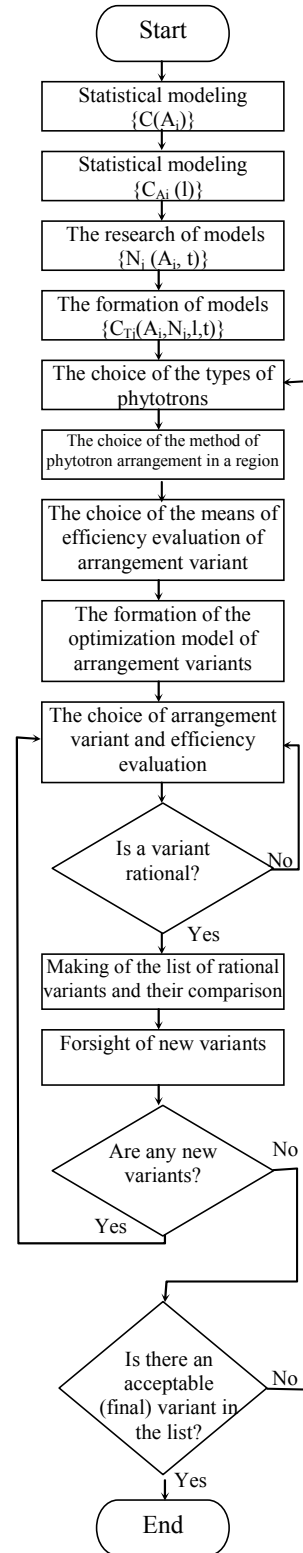 Start
Statistical modeling
{C(Ai)}
Statistical modeling
{CAi (l)}
The research of models
{Nj (Ai, t)}
The formation of models
{CTj(Ai,Nj,l,t)}
The choice of the types of
phytotrons
The choice of the method of
phytotron arrangement in a region
The choice of the means of
efficiency evaluation of
arrangement variant
The formation of the
optimization model of
arrangement variants
The choice of arrangement
variant and efficiency
evaluation
Is a variant
rational?
No
Yes
Making of the list of rational
variants and their comparison
Forsight of new variants
Are any new
variants?
No
Yes
Is there an
acceptable
(final) variant in
the list?
No
Yes
End